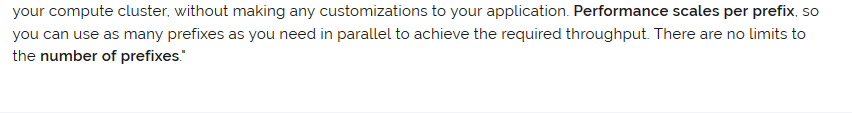 your compute cluster, without making any customizations to your application. Performance scales per prefix, so
you can use as many prefixes as you need in parallel to achieve the required throughput. There are no limits to
the number of prefixes."